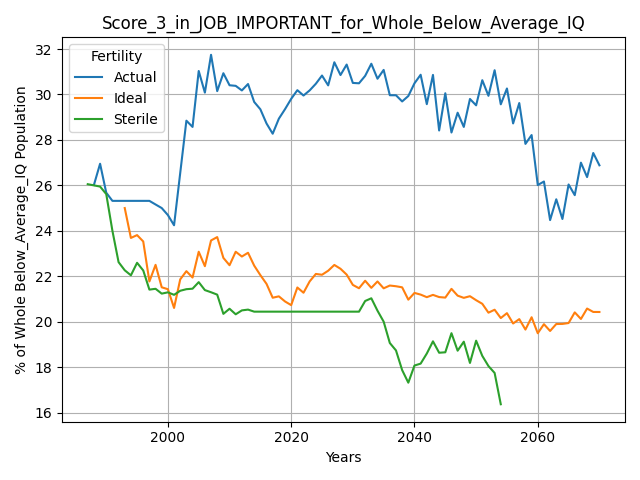 Score_3_in_JOB_IMPORTANT_for_Whole_Below_Average_IQ
% of Whole Below_Average_IQ Population
32
30
28
26
24
22
20
18
16
Fertility
Actual
Ideal
Sterile
2000
2020
2040
2060
Years